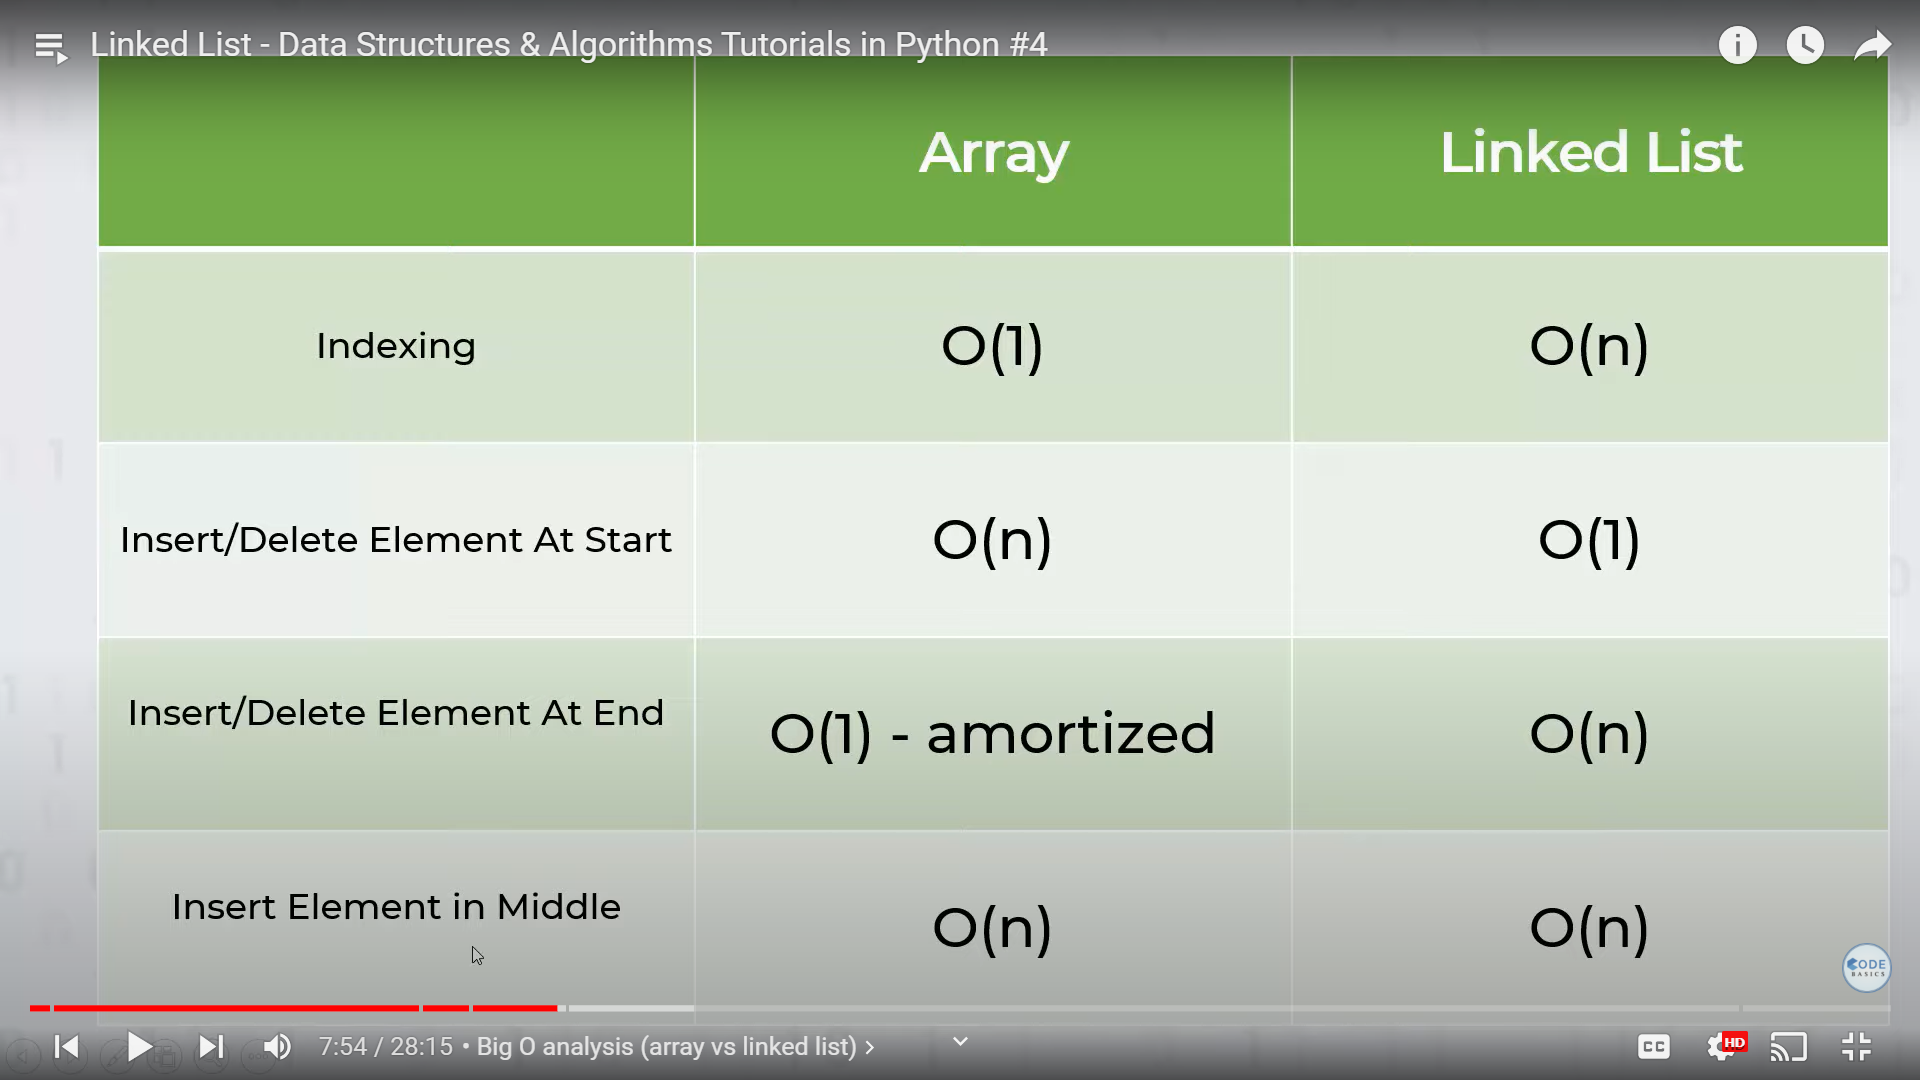 Linked List - Data Structures & Algorithms Tutorials in Python #4
Array
Linked List
Indexing
O(1)
O(n)
Insert/Delete Element At Start
O(n)
O(1)
Insert/Delete Element At End
O(1) - amortized
O(n)
Insert Element in Middle
O(n)
O(n)
CODE
BASICS
7:54 / 28:15 • Big O analysis (array vs linked list) >
CC
HD